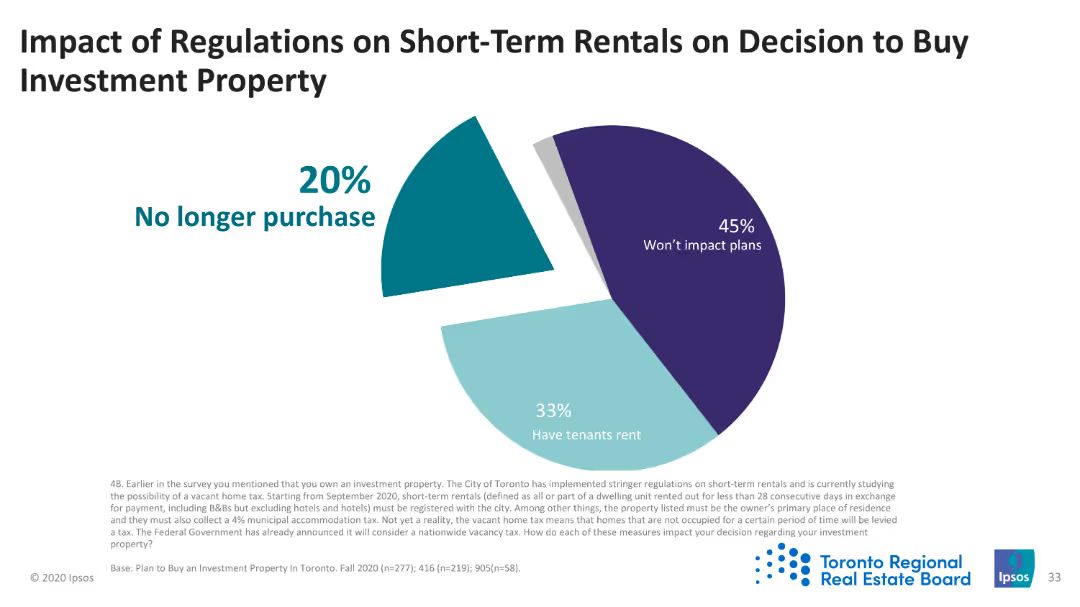 Impact of Regulations on Short-Term Rentals on Decision to Buy
Investment Property
20%
No longer purchase
45%
Won't impact plans
33%
Have tenants rent
4B. Earlier in the survey you mentioned that you own an investment property. The City of Toronto has implemented stringer regulations on short-term rentals and is currently studying
the possibility of a vacant home tax. Starting from September 2020, short-term rentals (defined as all or part of a dwelling unit rented out for less than 28 consecutive days in exchange
for payment, including B&Bs but excluding hotels and hotels) must be registered with the city. Among other things, the property listed must be the owner's primary place of residence
and they must also collect a 4% municipal accommodation tax. Not yet a reality, the vacant home tax means that homes that are not occupied for a certain period of time will be levied
a tax. The Federal Government has already announced it will consider a nationwide vacancy tax. How do each of these measures impact your decision regarding your investment
property?
Base: Plan to Buy an Investment Property In Toronto. Fall 2020 (n=277); 416 (n=219); 905(n=58).
© 2020 Ipsos
Toronto Regional
Real Estate Board
Ipsos
33